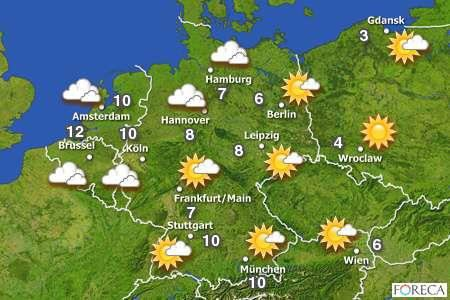 Gdansk
3
Hamburg
7
6
Berlin
10
Amsterdam
Hannover
8
12
Brussel
10
Köln
Leipzig
8
4
Wroclaw
Frankfurt/Main
7
Stuttgart
10
6
Wien
München
10
FORECA